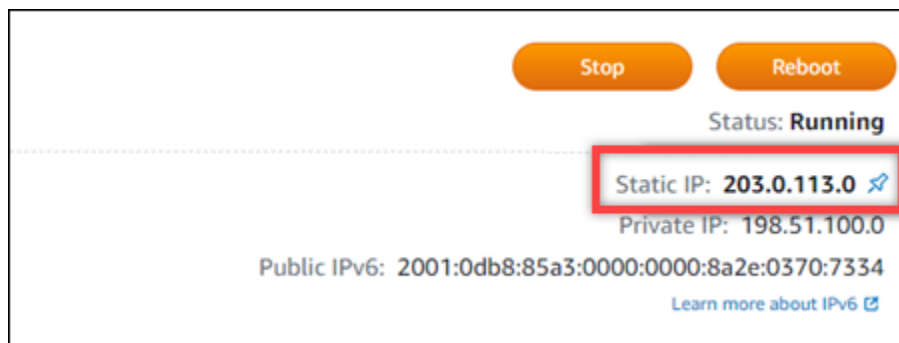 Stop Reboot
Status: Running
Static IP: 203.0.113.0
Private IP: 198.51.100.0
Public IPv6: 2001:0db8:85a3:0000:0000:8a2e:0370:7334
Learn more about IPv6